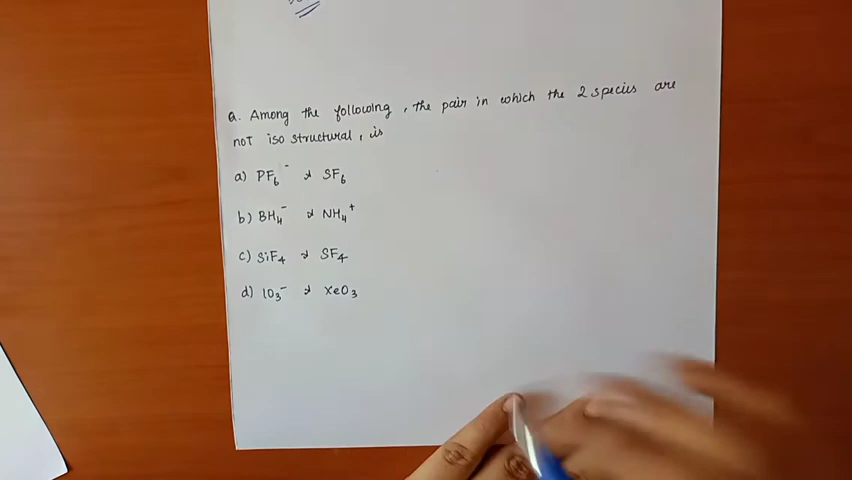 Q. Among the following, the pair in which the 2 species are
not iso structural, is
a) PF₆⁻ & SF₆
b) BH₄⁻ & NH₄⁺
c) SiF₄ & SF₄
d) IO₃⁻ & XeO₃